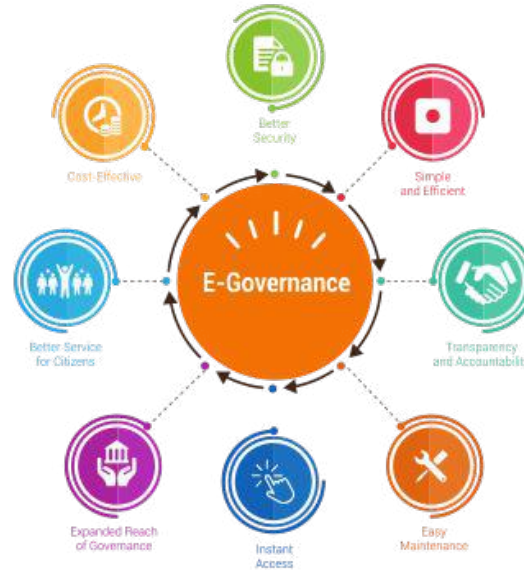 Better
Security
Cost-Effective
Simple
and Efficient
E-Governance
Better Service
for Citizens
Transparency
and Accountability
Expanded Reach
of Governance
Instant
Access
Easy
Maintenance